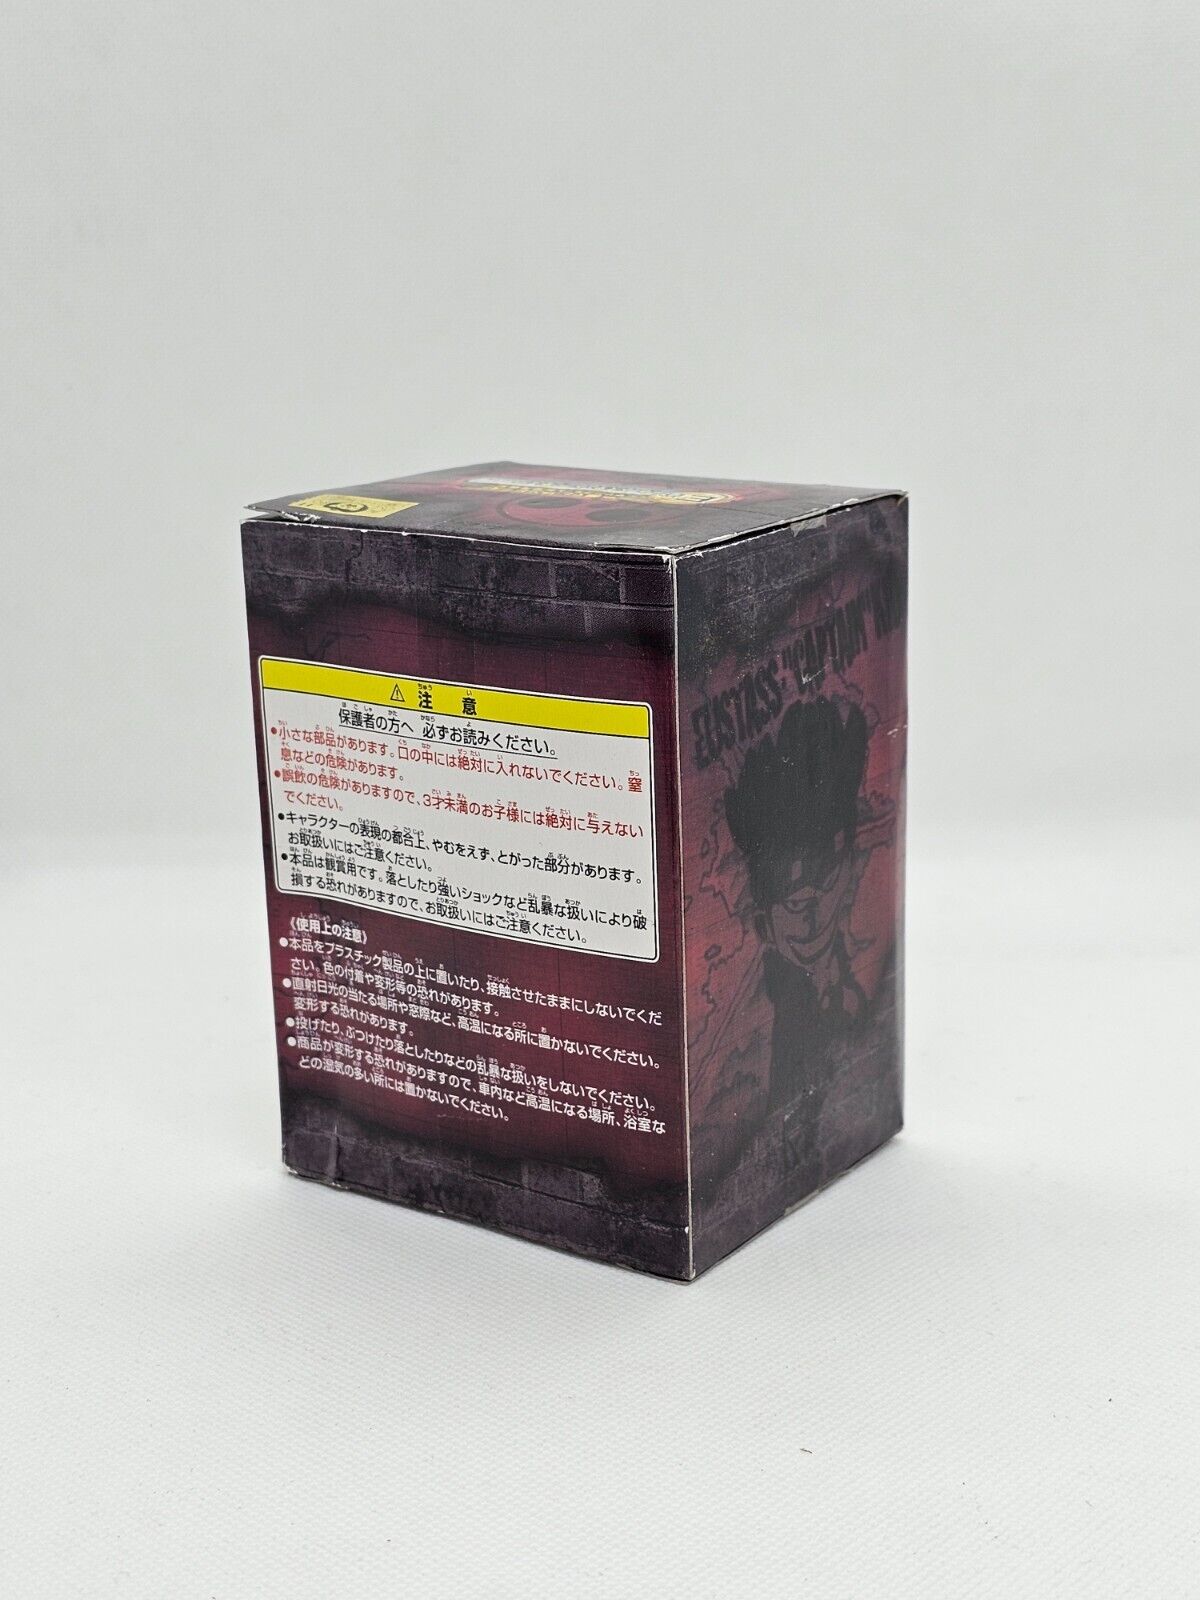 注意
保護者の方へ 必ずお読みください。
●小さな部品があります。口の中には絶対に入れないでください。窒
息などの危険があります。
●誤飲の危険がありますので、3才未満のお子様には絶対に与えない
でください。
●キャラクターの表現の都合上、やむをえず、とがった部分があります。
お取扱いにはご注意ください。
●本品は観賞用です。落としたり強いショックなど乱暴な扱いにより破
損する恐れがありますので、お取扱いにはご注意ください。
《使用上の注意》
●本品をプラスチック製品の上に置いたり、接触させたままにしないでくだ
さい。色の付着や変形等の恐れがあります。
●直射日光の当たる場所や窓際など、高温になる所に置かないでください。
変形する恐れがあります。
●投げたり、ぶつけたり落としたりなどの乱暴な扱いをしないでください。
●商品が変形する恐れがありますので、車内など高温になる場所、浴室な
どの湿気の多い所には置かないでください。
EUSTASS "CAPTAIN"